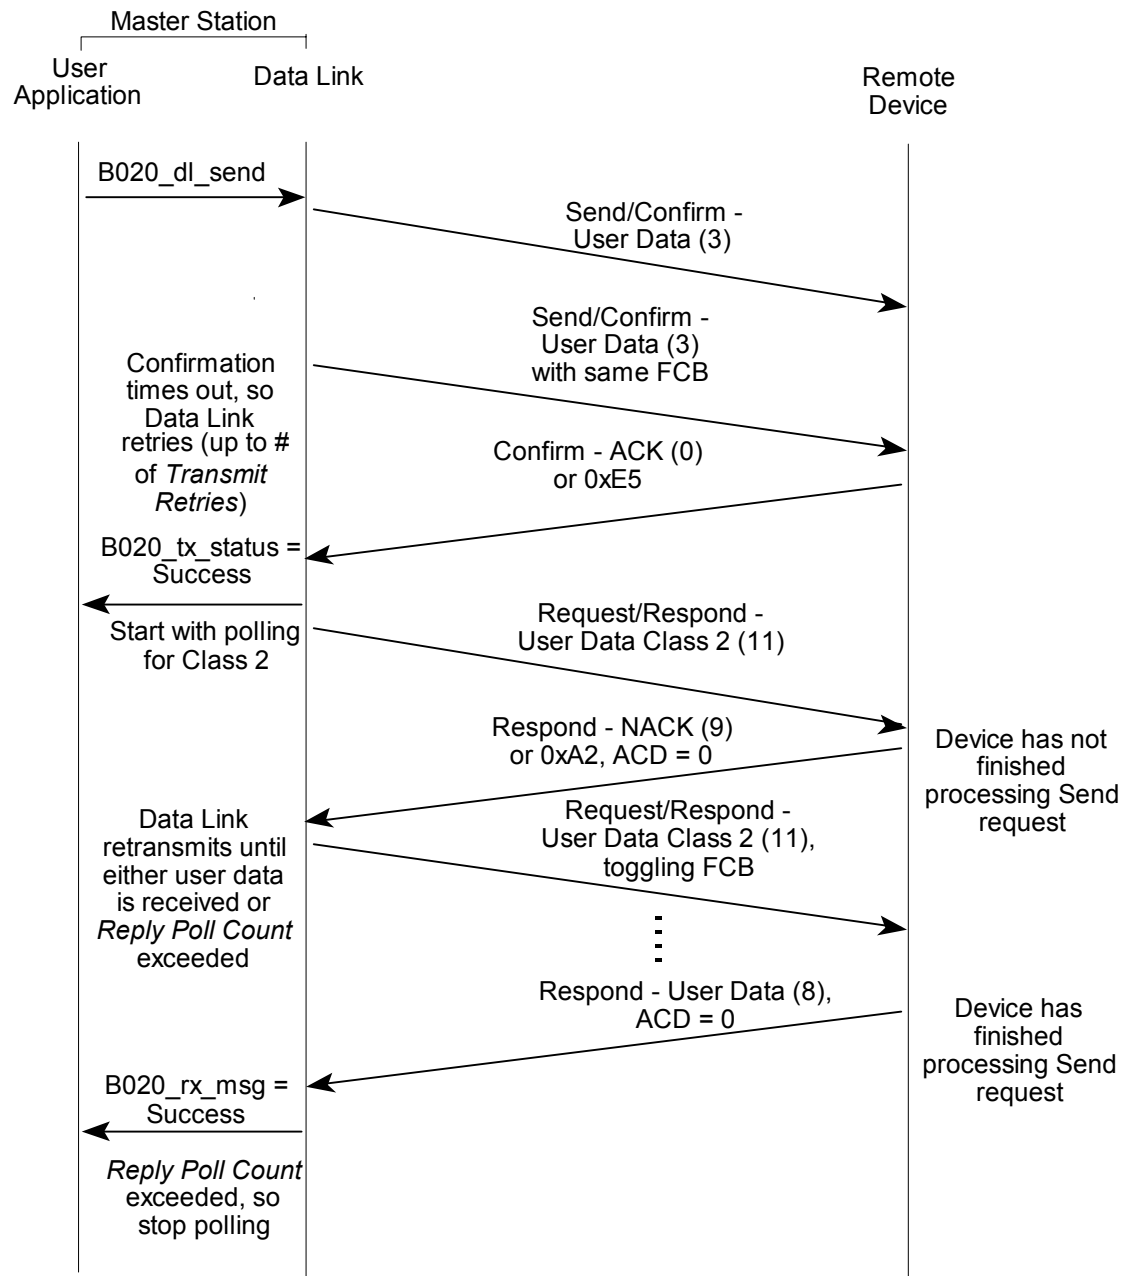 Master Station
User
Application
Data Link
Remote
Device
B020_dl_send
Send/Confirm -
User Data (3)
Send/Confirm -
User Data (3)
with same FCB
Confirmation
times out, so
Data Link
retries (up to #
of Transmit
Retries)
Confirm - ACK (0)
or 0xE5
B020_tx_status =
Success
Start with polling
for Class 2
Request/Respond -
User Data Class 2 (11)
Respond - NACK (9)
or 0xA2, ACD = 0
Device has not
finished
processing Send
request
Data Link
retransmits until
either user data
is received or
Reply Poll Count
exceeded
Request/Respond -
User Data Class 2 (11),
toggling FCB
Respond - User Data (8),
ACD = 0
Device has
finished
processing Send
request
B020_rx_msg =
Success
Reply Poll Count
exceeded, so
stop polling